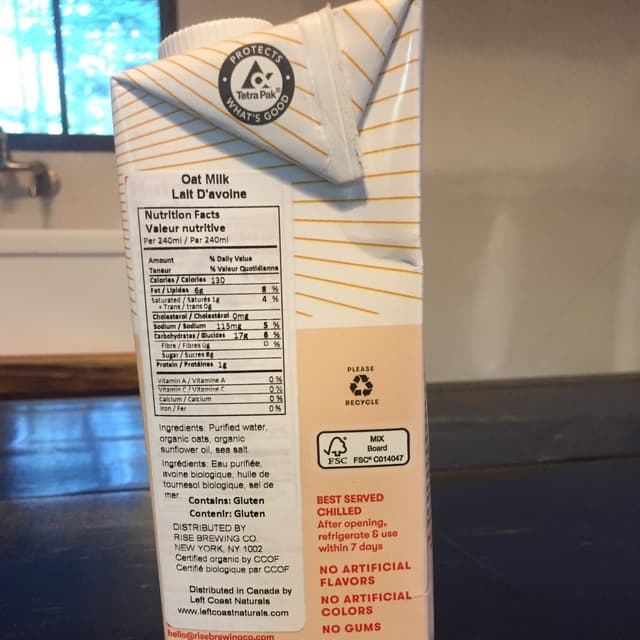 PROTECTS
Tetra Pak®
WHAT'S GOOD
Oat Milk
Lait D'avoine
Nutrition Facts
Valeur nutritive
Per 240ml / Par 240ml
Amount % Daily Value
Teneur % Valeur Quotidienne
Calories / Calories 130
Fat / Lipides 6g 8 %
Saturated / Saturés 1g 4 %
+ Trans / trans 0g
Cholesterol / Cholestérol 0mg
Sodium / Sodium 115mg 5 %
Carbohydrates / Glucides 17g 6 %
Fibre / Fibres 0g 0 %
Sugar / Sucres 8g
Protein / Protéines 1g
Vitamin A / Vitamine A 0 %
Vitamin C / Vitamine C 0 %
Calcium / Calcium 0 %
Iron / Fer 0 %
Ingredients: Purified water,
organic oats, organic
sunflower oil, sea salt
Ingrédients: Eau purifiée,
avoine biologique, huile de
tournesol biologique, sel de
mer.
Contains: Gluten
Contenir: Gluten
DISTRIBUTED BY
RISE BREWING CO.
NEW YORK, NY 1002
Certified organic by CCOF
Certifié biologique par CCOF
Distributed in Canada by
Left Coast Naturals
www.leftcoastnaturals.com
hello@risebrewingco.com
PLEASE
RECYCLE
FSC
MIX
Board
FSC® C014047
BEST SERVED
CHILLED
After opening,
refrigerate & use
within 7 days
NO ARTIFICIAL
FLAVORS
NO ARTIFICIAL
COLORS
NO GUMS